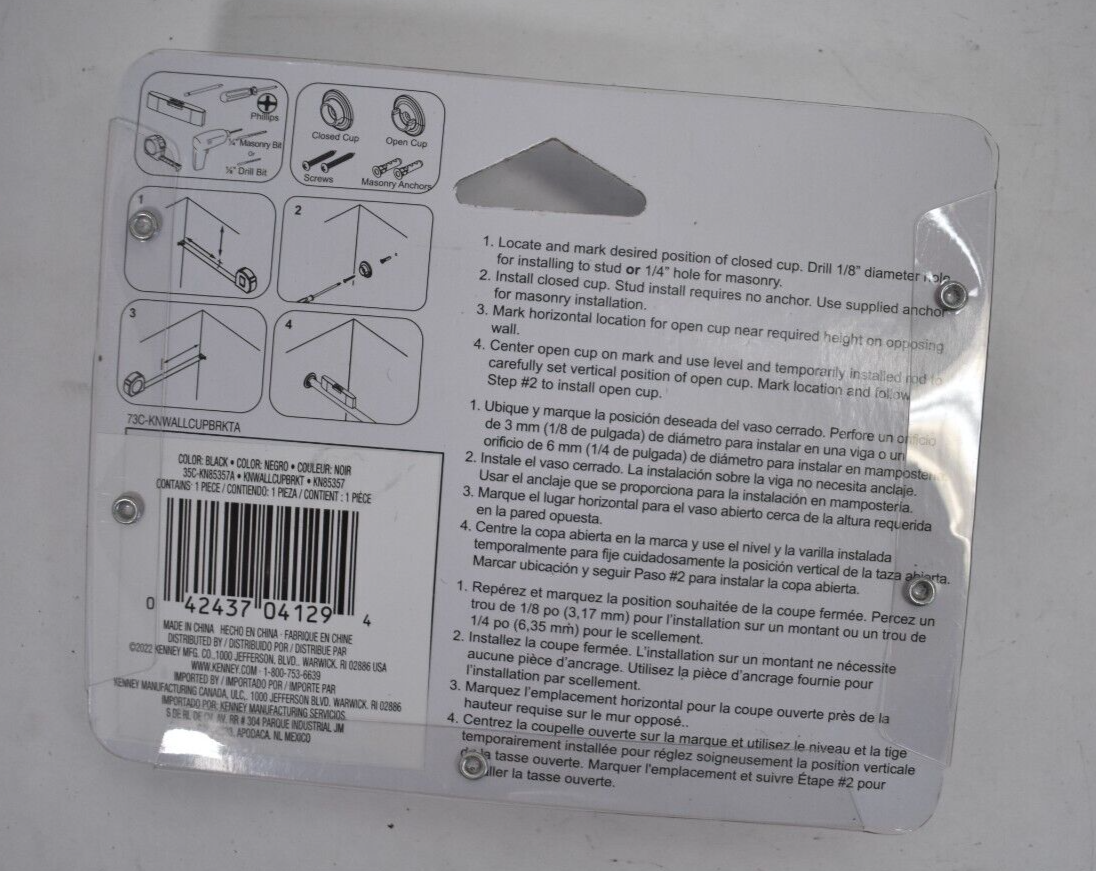 Phillips
¼" Masonry Bit
Or
⅛" Drill Bit
Closed Cup
Open Cup
Screws
Masonry Anchors
1
2
3
4
73C-KNWALLCUPBRKTA
COLOR: BLACK • COLOR: NEGRO • COULEUR: NOIR
35C-KN85357A • KNWALLCUPBRKT • KN85357
CONTAINS: 1 PIECE / CONTIENDO: 1 PIEZA / CONTIENT : 1 PIÈCE
0 42437 04129 4
MADE IN CHINA HECHO EN CHINA · FABRIQUE EN CHINE
DISTRIBUTED BY / DISTRIBUIDO POR / DISTRIBUE PAR
©2022 KENNEY MFG. CO.,1000 JEFFERSON. BLVD., WARWICK. RI 02886 USA
WWW.KENNEY.COM · 1-800-753-6639
IMPORTED BY / IMPORTADO POR / IMPORTE PAR
KENNEY MANUFACTURING CANADA, ULC., 1000 JEFFERSON BLVD. WARWICK. RI 02886
IMPORTADO POR: KENNEY MANUFACTURING SERVICIOS.
S DE RL DE CV. AV. RR # 304 PARQUE INDUSTRIAL JM
APODACA. NL MEXICO
1. Locate and mark desired position of closed cup. Drill 1/8" diameter hole
for installing to stud or 1/4" hole for masonry.
2. Install closed cup. Stud install requires no anchor. Use supplied anchor
for masonry installation.
3. Mark horizontal location for open cup near required height on opposing
wall.
4. Center open cup on mark and use level and temporarily installed rod to
carefully set vertical position of open cup. Mark location and follow
Step #2 to install open cup.
1. Ubique y marque la posición deseada del vaso cerrado. Perfore un orificio
de 3 mm (1/8 de pulgada) de diámetro para instalar en una viga o un
orificio de 6 mm (1/4 de pulgada) de diámetro para instalar en mampostería.
2. Instale el vaso cerrado. La instalación sobre la viga no necesita anclaje.
Usar el anclaje que se proporciona para la instalación en mampostería.
3. Marque el lugar horizontal para el vaso abierto cerca de la altura requerida
en la pared opuesta.
4. Centre la copa abierta en la marca y use el nivel y la varilla instalada
temporalmente para fije cuidadosamente la posición vertical de la taza abierta.
Marcar ubicación y seguir Paso #2 para instalar la copa abierta.
1. Repérez et marquez la position souhaitée de la coupe fermée. Percez un
trou de 1/8 po (3,17 mm) pour l'installation sur un montant ou un trou de
1/4 po (6,35 mm) pour le scellement.
2. Installez la coupe fermée. L'installation sur un montant ne nécessite
aucune pièce d'ancrage. Utilisez la pièce d'ancrage fournie pour
l'installation par scellement.
3. Marquez l'emplacement horizontal pour la coupe ouverte près de la
hauteur requise sur le mur opposé..
4. Centrez la coupelle ouverte sur la marque et utilisez le niveau et la tige
temporairement installée pour réglez soigneusement la position verticale
de la tasse ouverte. Marquer l'emplacement et suivre Étape #2 pour
la tasse ouverte.